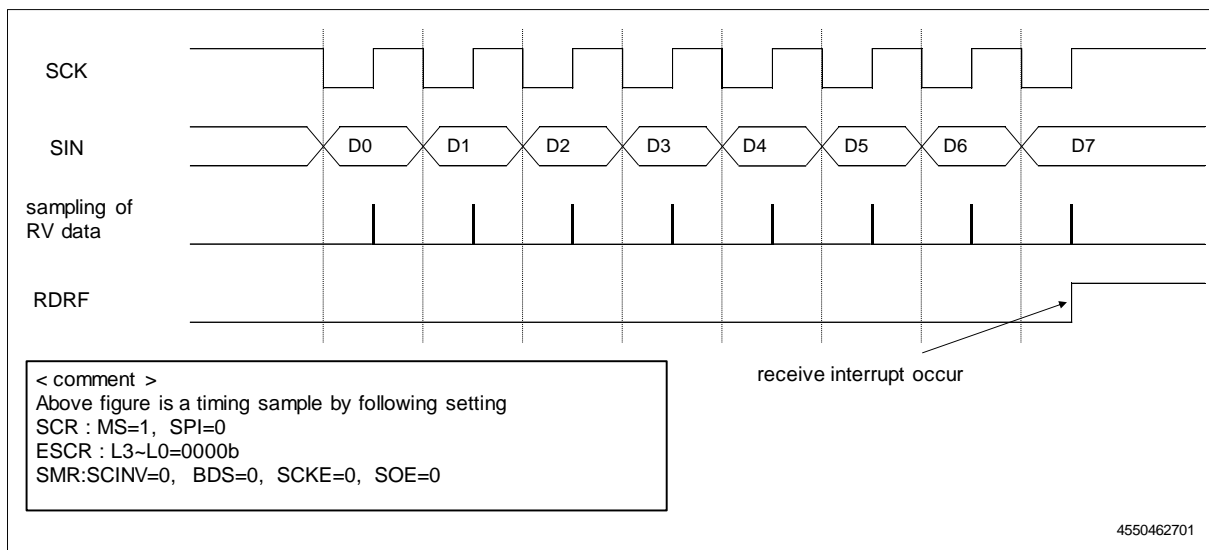 SCK
SIN
D0 D1 D2 D3 D4 D5 D6 D7
sampling of
RV data
RDRF
receive interrupt occur
< comment >
Above figure is a timing sample by following setting
SCR : MS=1, SPI=0
ESCR : L3~L0=0000b
SMR:SCINV=0, BDS=0, SCKE=0, SOE=0
4550462701